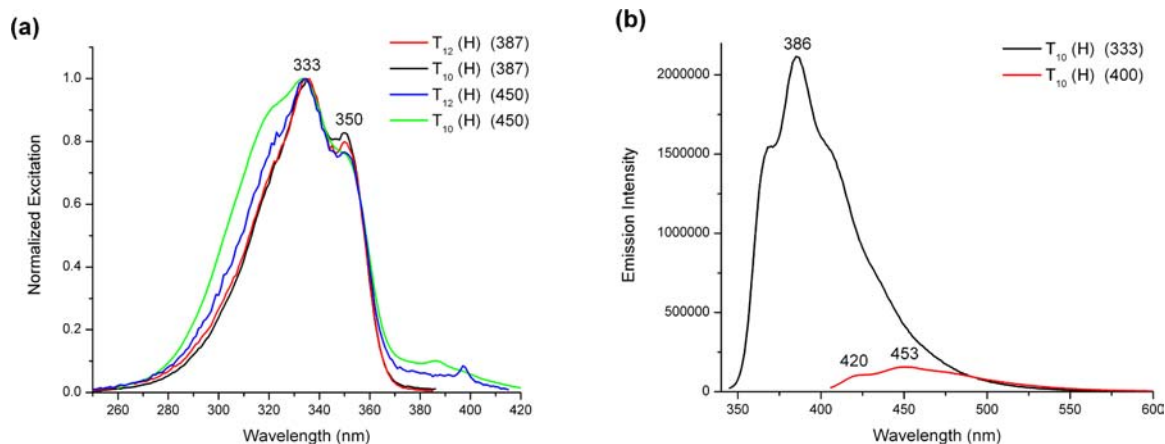 (a)
T₁₂ (H) (387)
T₁₀ (H) (387)
T₁₂ (H) (450)
T₁₀ (H) (450)
333
350
1.0
0.8
0.6
0.4
0.2
0.0
Normalized Excitation
260 280 300 320 340 360 380 400 420
Wavelength (nm)
(b)
T₁₀ (H) (333)
T₁₀ (H) (400)
386
420 453
2000000
1500000
1000000
500000
0
Emission Intensity
350 400 450 500 550 600
Wavelength (nm)